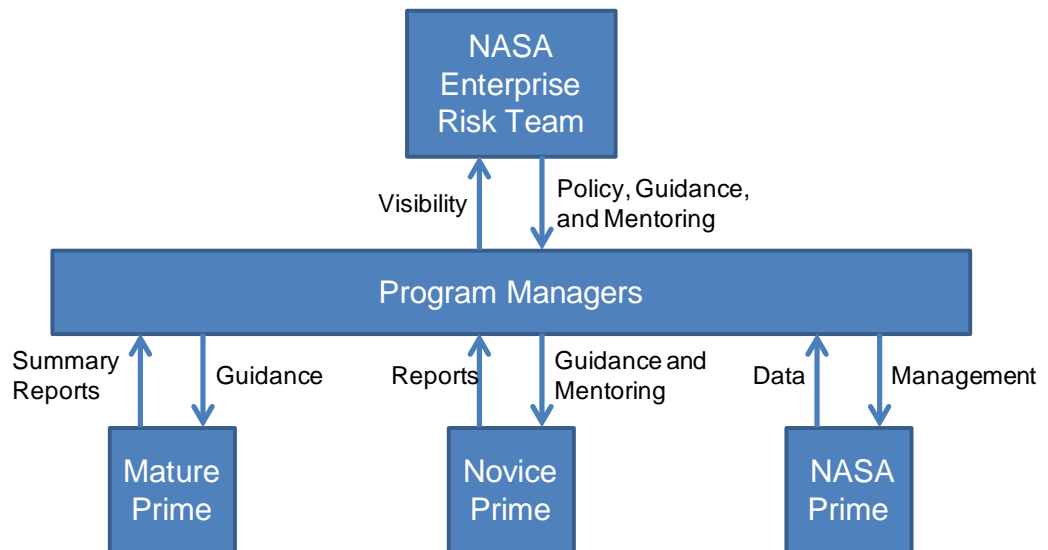 NASA
Enterprise
Risk Team
Visibility
Policy, Guidance,
and Mentoring
Program Managers
Summary
Reports
Guidance
Reports
Guidance and
Mentoring
Data
Management
Mature
Prime
Novice
Prime
NASA
Prime